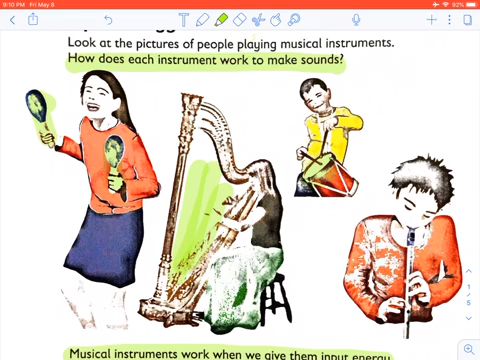 9:10 PM Fri May 8
92%
Look at the pictures of people playing musical instruments.
How does each instrument work to make sounds?
1
/
5
Musical instruments work when we give them input energy